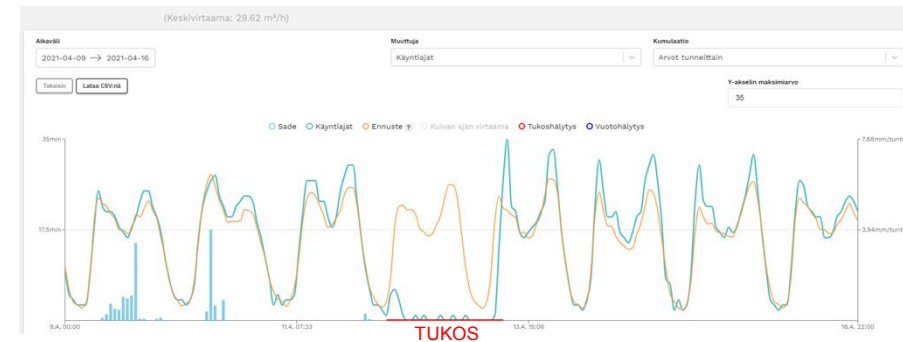 (Keskivirtaama: 29.62 m³/h)
Aikaväli
2021-04-09 → 2021-04-16
Muuttuja
Käyntiajat
Kumulaatio
Arvot tunneittain
Takaisin
Lataa CSV:nä
Y-akselin maksimiarvo
35
Sade Käyntiajat Ennuste ? Kuivan ajan virtaama Tukoshälytys Vuotohälytys
35min
7.88mm/tunti
17.5min
3.94mm/tunti
9.4. 00:00
11.4. 07:33
13.4. 15:06
16.4. 22:00
TUKOS